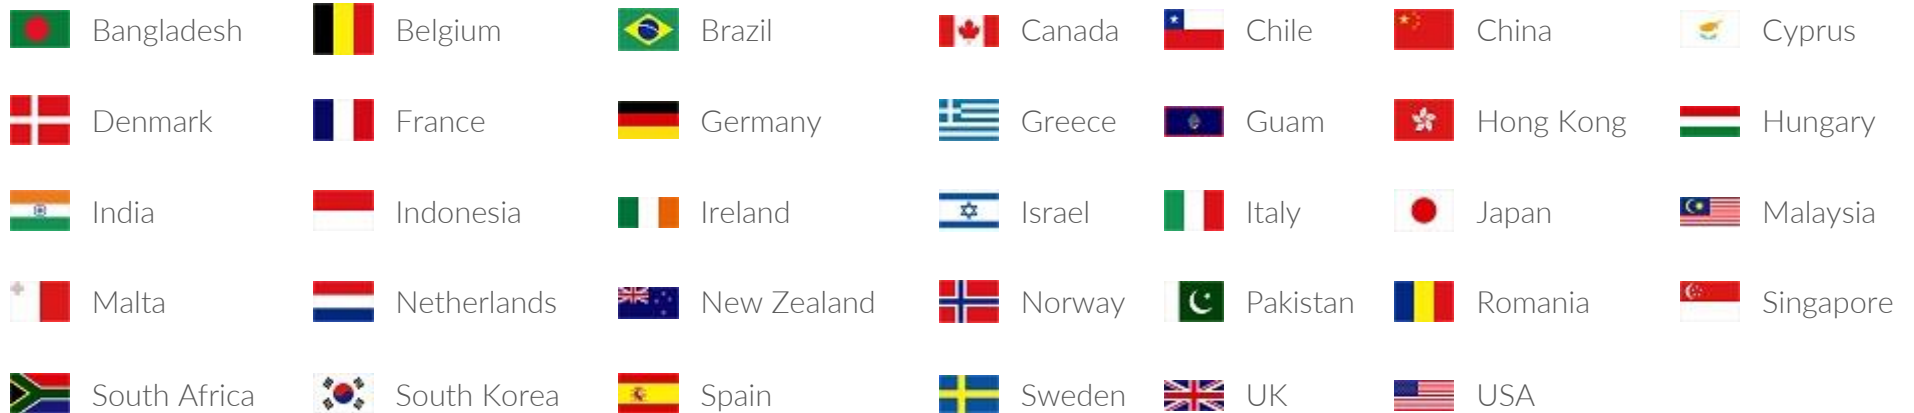 Bangladesh Belgium Brazil Canada Chile China Cyprus
Denmark France Germany Greece Guam Hong Kong Hungary
India Indonesia Ireland Israel Italy Japan Malaysia
Malta Netherlands New Zealand Norway Pakistan Romania Singapore
South Africa South Korea Spain Sweden UK USA